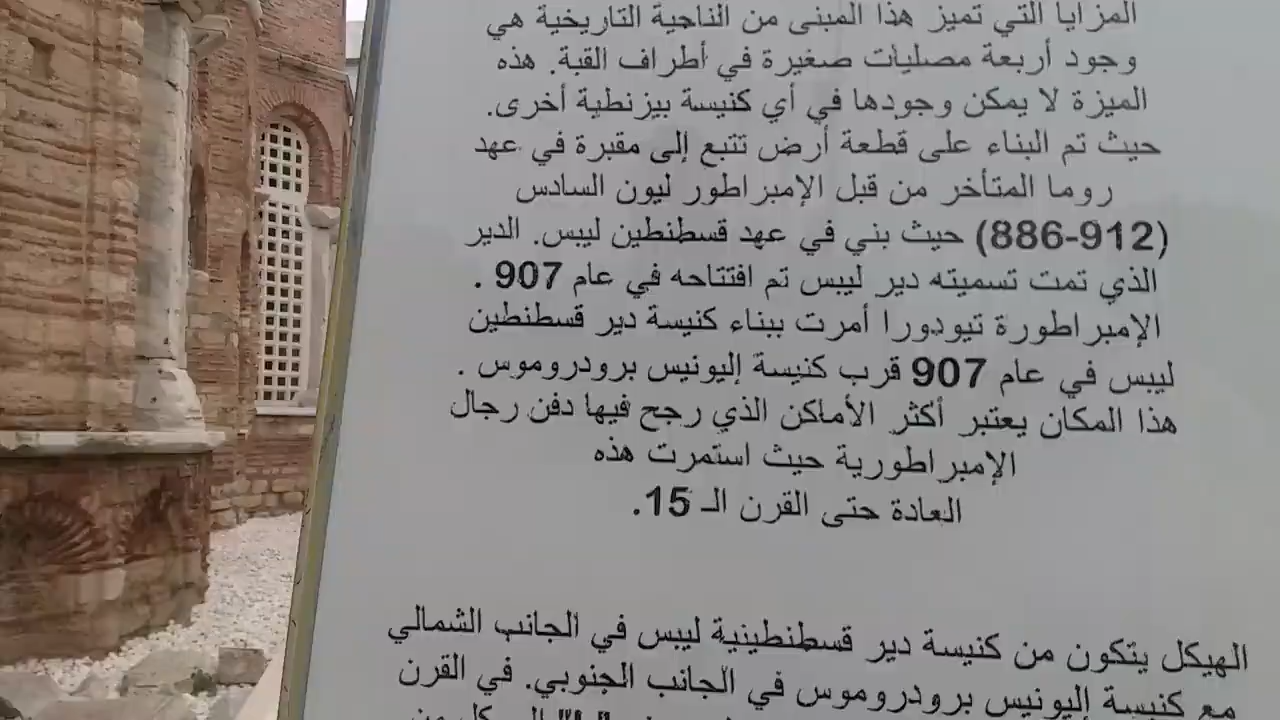 المزايا التي تميز هذا المبنى من الناحية التاريخية هي
وجود أربعة مصليات صغيرة في أطراف القبة. هذه
الميزة لا يمكن وجودها في أي كنيسة بيزنطية أخرى.
حيث تم البناء على قطعة أرض تتبع إلى مقبرة في عهد
روما المتأخر من قبل الإمبراطور ليون السادس
(886-912) حيث بني في عهد قسطنطين ليبس. الدير
الذي تمت تسميته دير ليبس تم افتتاحه في عام 907 .
الإمبراطورة تيودورا أمرت ببناء كنيسة دير قسطنطين
ليبس في عام 907 قرب كنيسة إليونيس برودروموس .
هذا المكان يعتبر أكثر الأماكن الذي رجح فيها دفن رجال
الإمبراطورية حيث استمرت هذه
العادة حتى القرن الـ 15.
الهيكل يتكون من كنيسة دير قسطنطينية ليبس في الجانب الشمالي
مع كنيسة إليونيس برودروموس في الجانب الجنوبي. في القرن